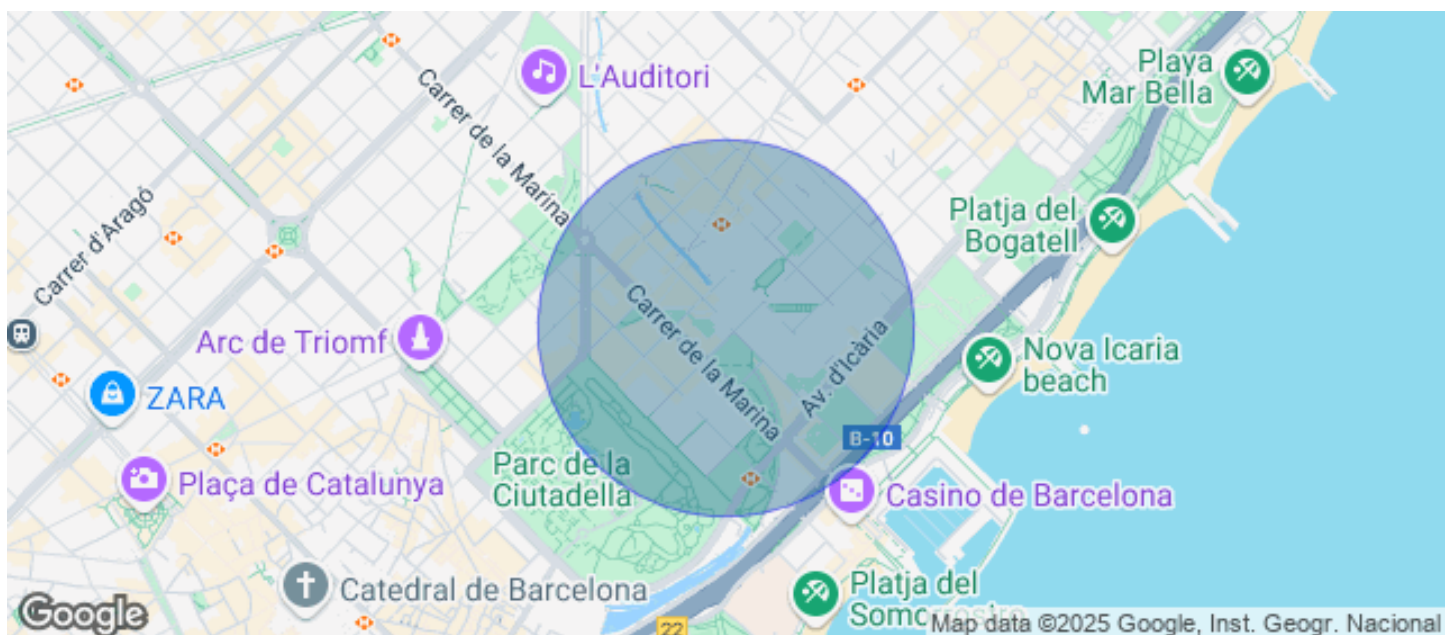 L'Auditori
Playa
Mar Bella
Carrer de la Marina
Carrer d'Aragó
Platja del
Bogatell
Arc de Triomf
Carrer de la Marina
Av. d'Icària
Nova Icaria
beach
ZARA
B-10
Plaça de Catalunya
Parc de la
Ciutadella
Casino de Barcelona
Catedral de Barcelona
Platja del
Somorrostro
Google
22
Map data ©2025 Google, Inst. Geogr. Nacional